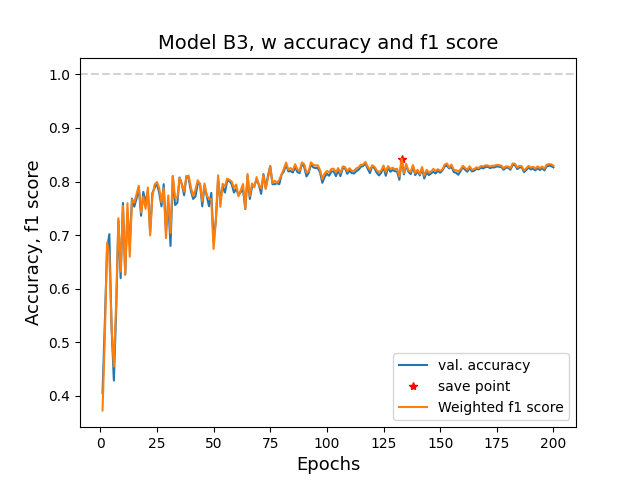 Model B3, w accuracy and f1 score
1.0
0.9
0.8
0.7
0.6
0.5
0.4
Accuracy, f1 score
val. accuracy
save point
Weighted f1 score
0 25 50 75 100 125 150 175 200
Epochs